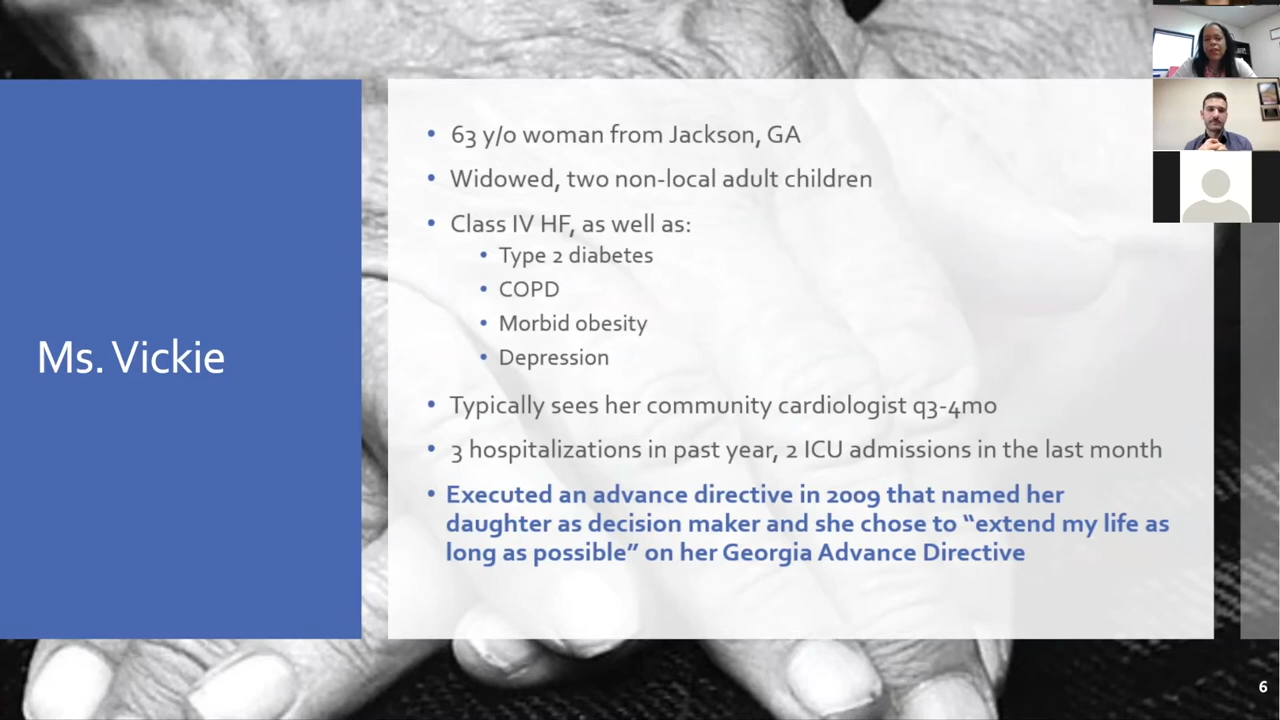 Ms. Vickie
• 63 y/o woman from Jackson, GA
• Widowed, two non-local adult children
• Class IV HF, as well as:
• Type 2 diabetes
• COPD
• Morbid obesity
• Depression
• Typically sees her community cardiologist q3-4mo
• 3 hospitalizations in past year, 2 ICU admissions in the last month
• Executed an advance directive in 2009 that named her
daughter as decision maker and she chose to “extend my life as
long as possible” on her Georgia Advance Directive
6